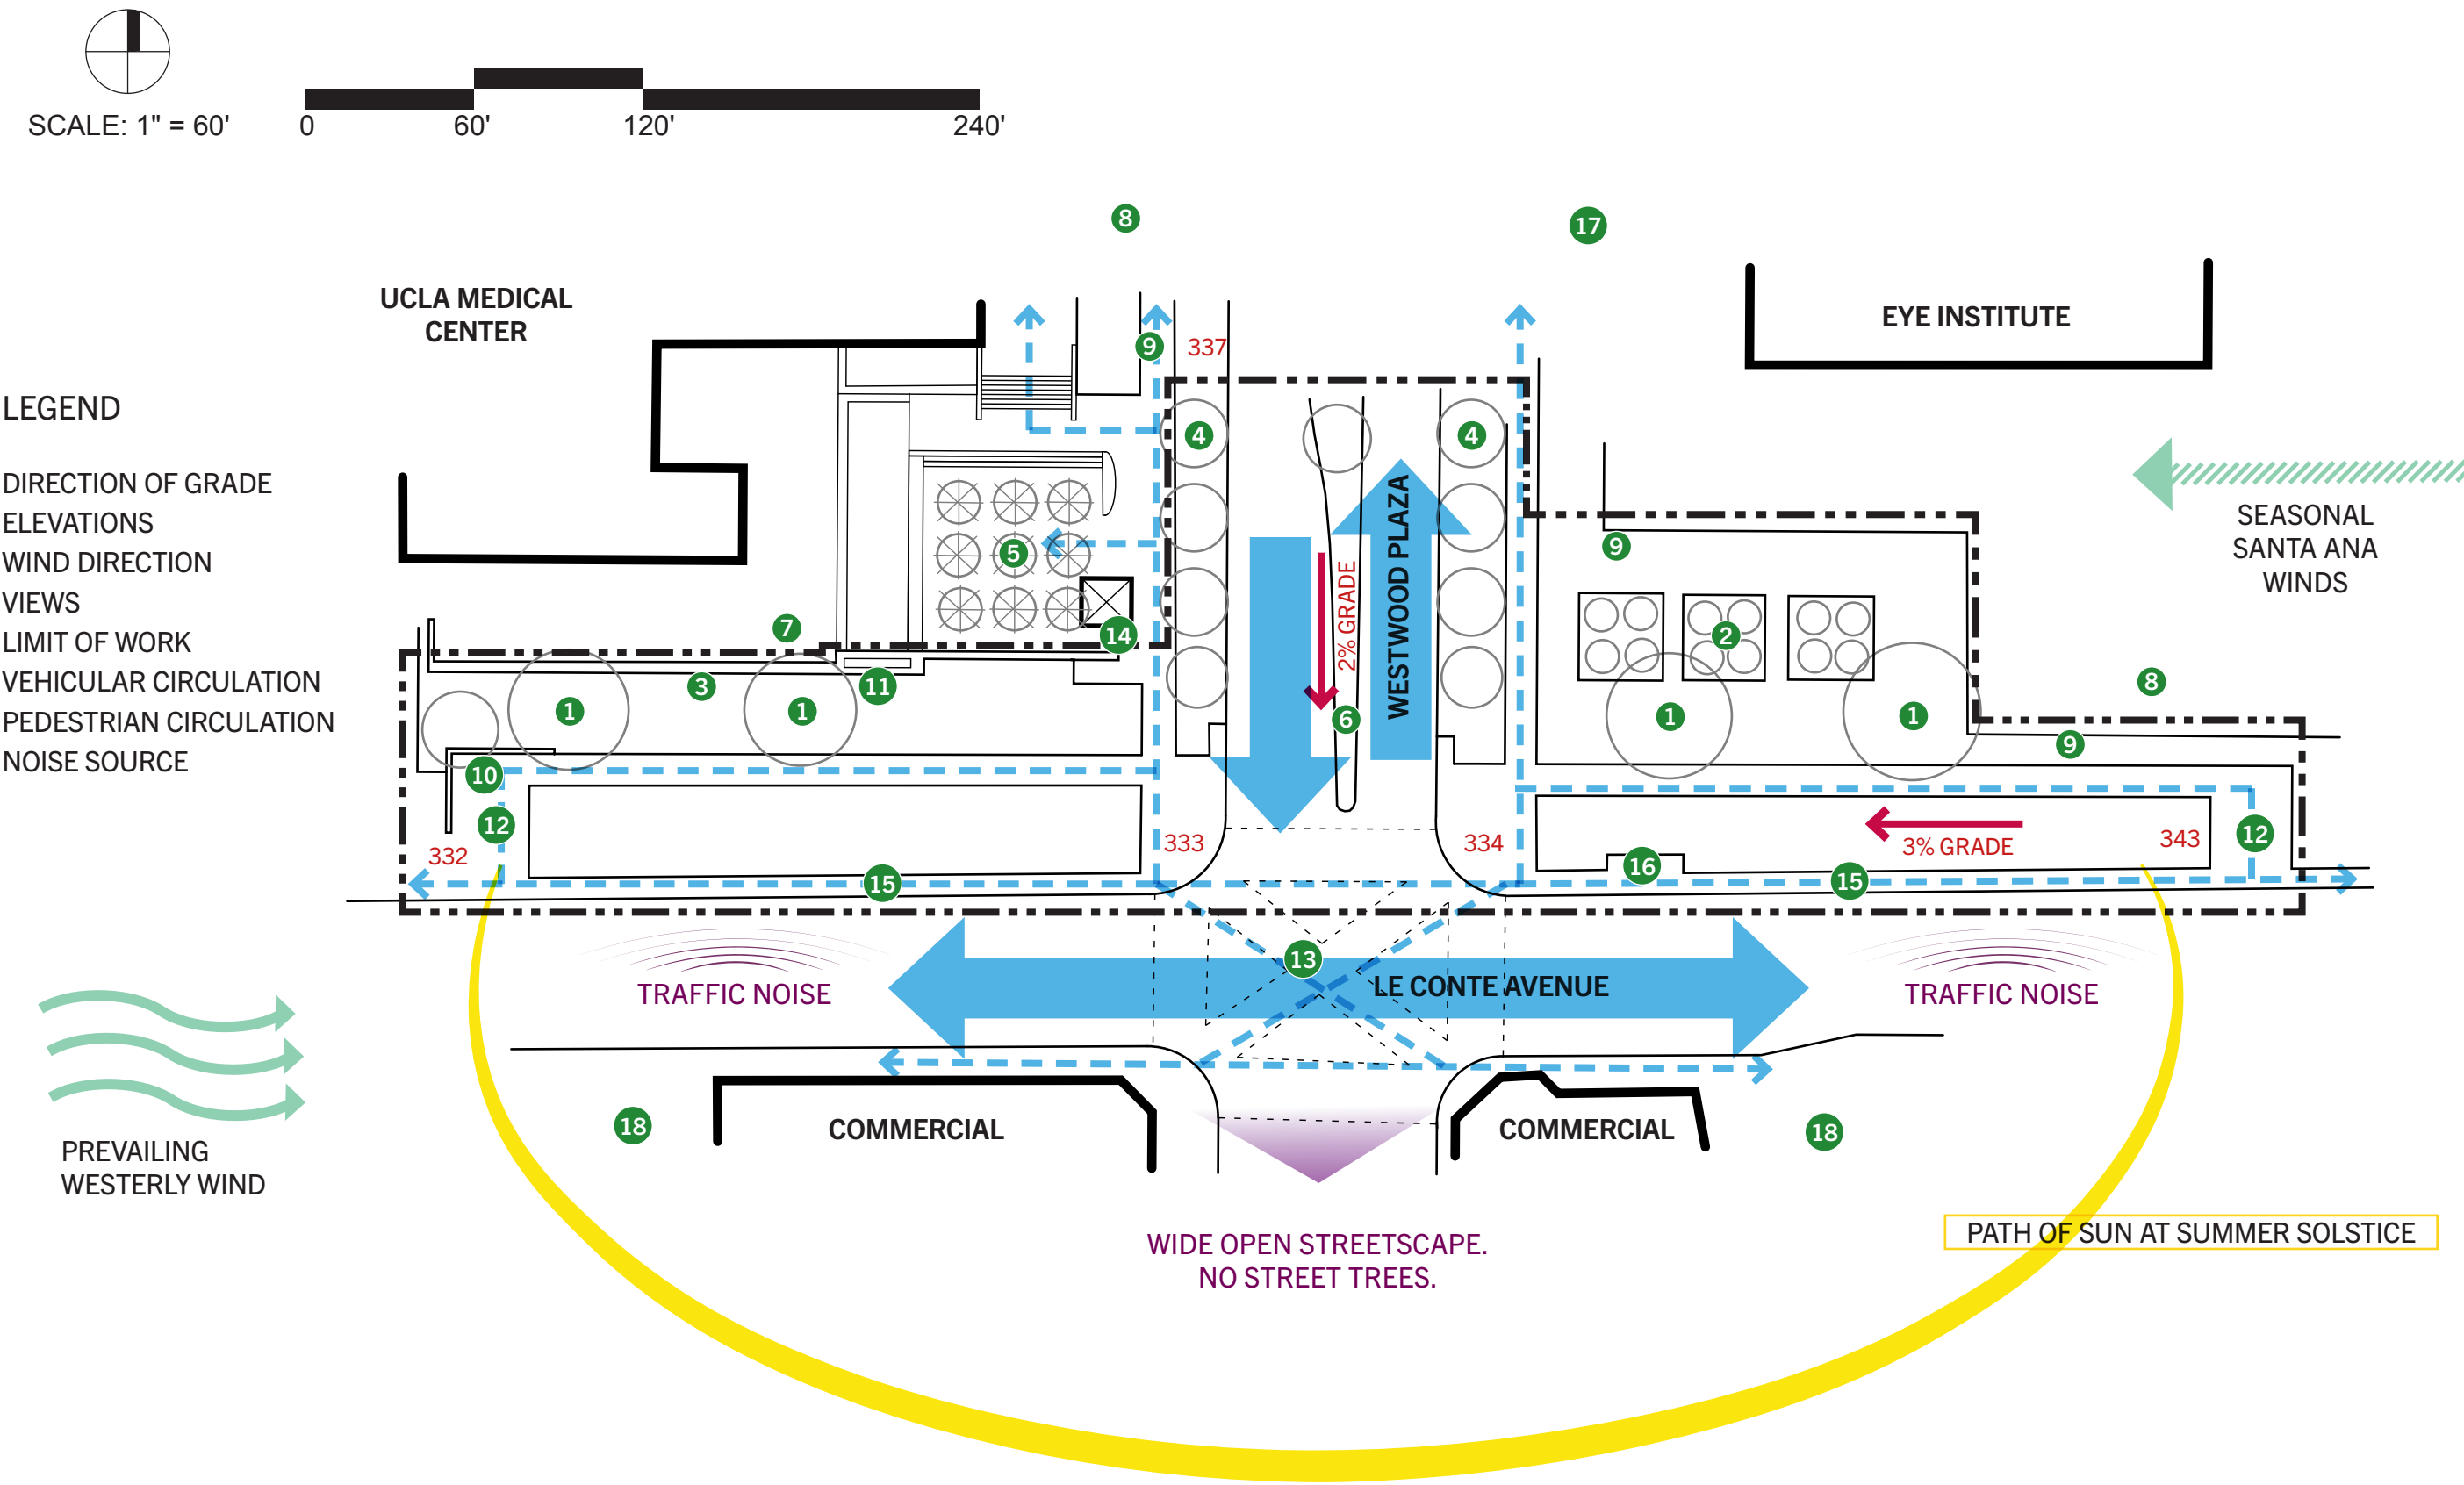 SCALE: 1" = 60'
0 60' 120' 240'
8
17
UCLA MEDICAL
CENTER
EYE INSTITUTE
9
337
LEGEND
DIRECTION OF GRADE
ELEVATIONS
WIND DIRECTION
VIEWS
LIMIT OF WORK
VEHICULAR CIRCULATION
PEDESTRIAN CIRCULATION
NOISE SOURCE
4
4
SEASONAL
SANTA ANA
WINDS
5
9
2% GRADE
WESTWOOD PLAZA
7
14
2
3
11
8
1
1
6
1
1
9
10
12
332
333
334
3% GRADE
343
12
16
15
15
13
LE CONTE AVENUE
TRAFFIC NOISE
TRAFFIC NOISE
18
COMMERCIAL
COMMERCIAL
18
PREVAILING
WESTERLY WIND
WIDE OPEN STREETSCAPE.
NO STREET TREES.
PATH OF SUN AT SUMMER SOLSTICE